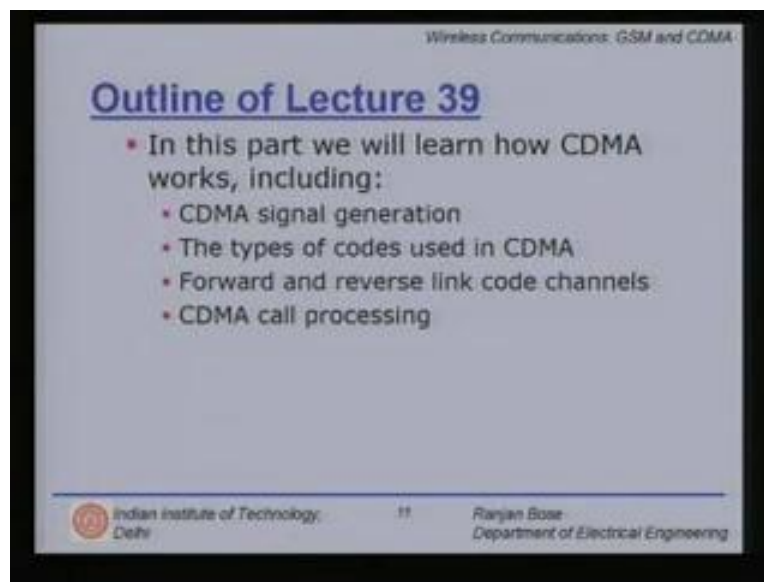 Wireless Communications: GSM and CDMA
Outline of Lecture 39
• In this part we will learn how CDMA
works, including:
• CDMA signal generation
• The types of codes used in CDMA
• Forward and reverse link code channels
• CDMA call processing
Indian Institute of Technology,
Delhi
11
Ranjan Bose
Department of Electrical Engineering